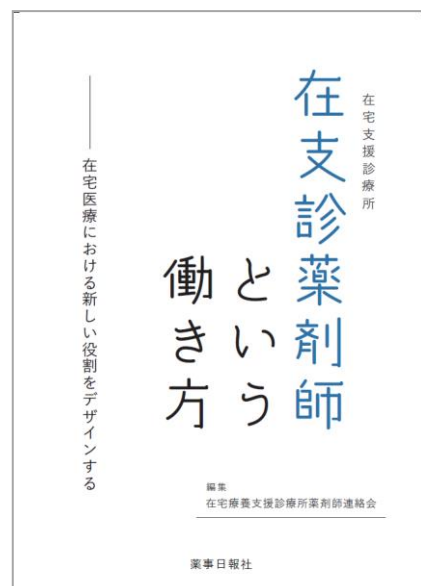 在宅支援診療所
在支診薬剤師
という
働き方
在宅医療における新しい役割をデザインする
編集
在宅療養支援診療所薬剤師連絡会
薬事日報社